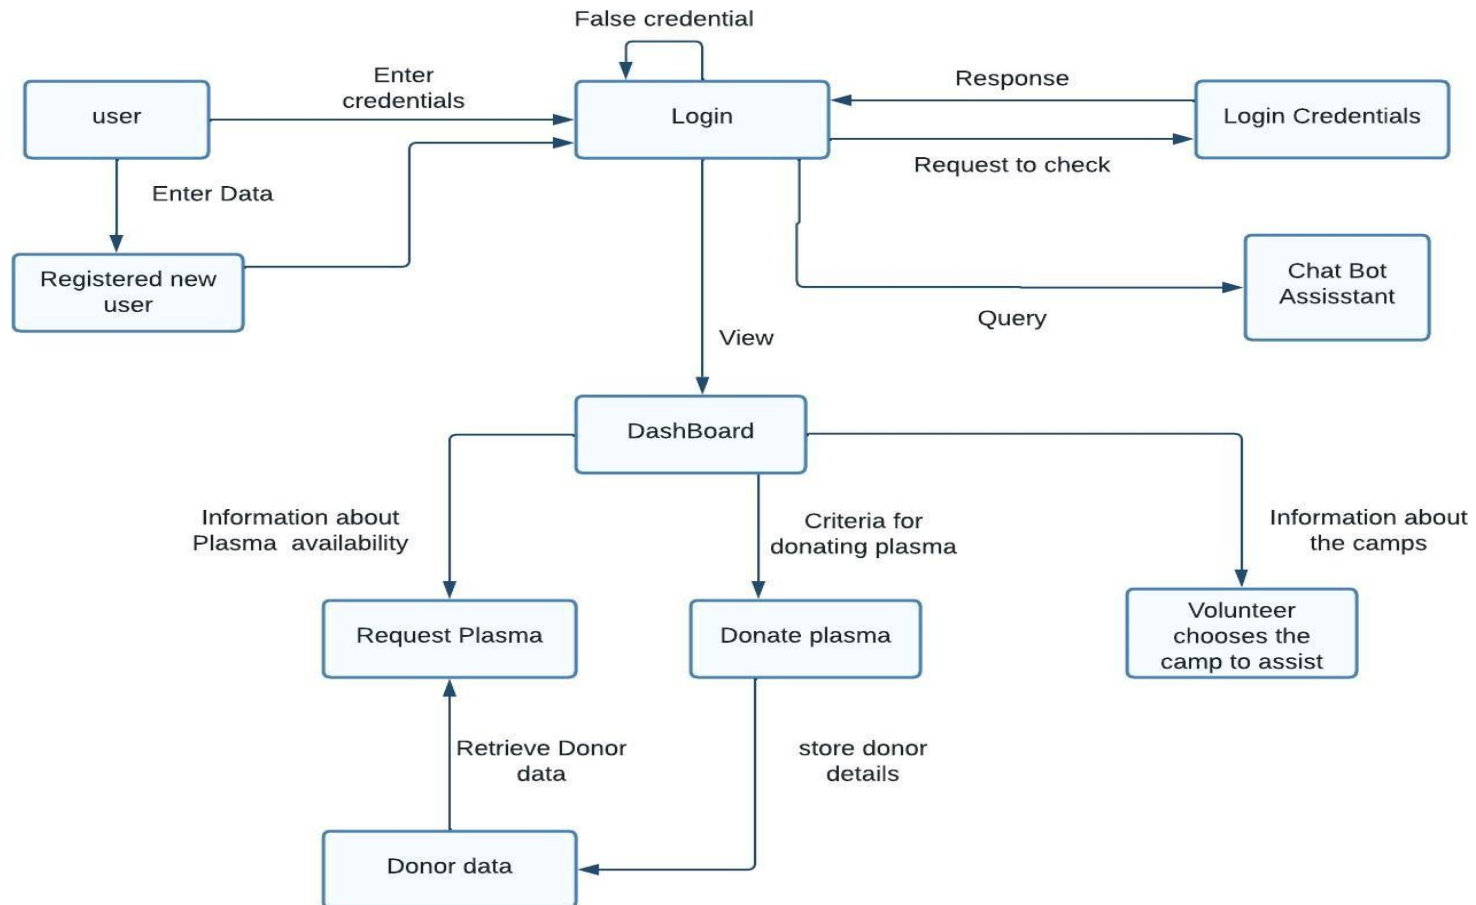 False credential
Enter
credentials
Response
user
Login
Login Credentials
Request to check
Enter Data
Registered new
user
Chat Bot
Assisstant
Query
View
DashBoard
Information about
Plasma  availability
Criteria for
donating plasma
Information about
the camps
Request Plasma
Donate plasma
Volunteer
chooses the
camp to assist
Retrieve Donor
data
store donor
details
Donor data